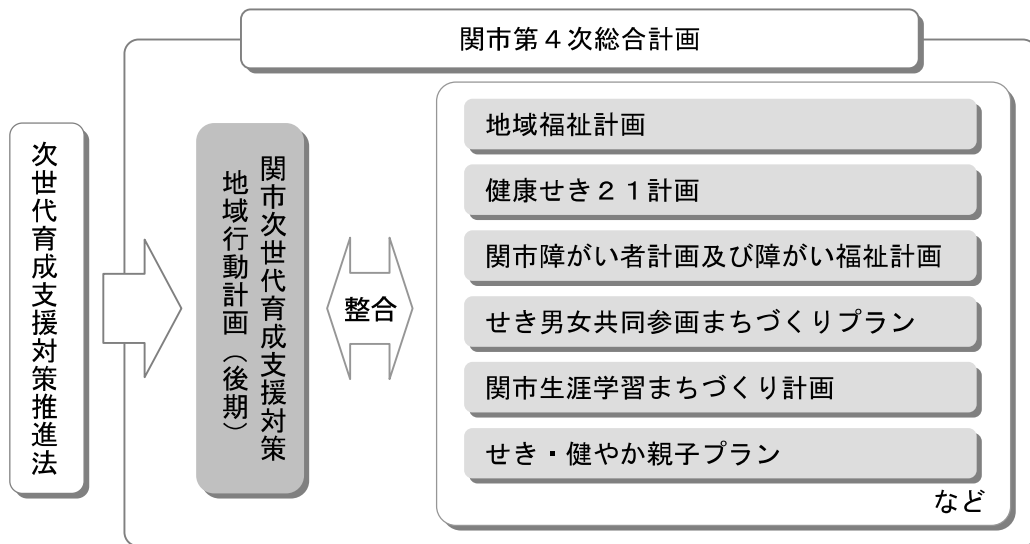 関市第４次総合計画
次世代育成支援対策推進法
関市次世代育成支援対策
地域行動計画（後期）
整合
地域福祉計画
健康せき２１計画
関市障がい者計画及び障がい福祉計画
せき男女共同参画まちづくりプラン
関市生涯学習まちづくり計画
せき・健やか親子プラン
など